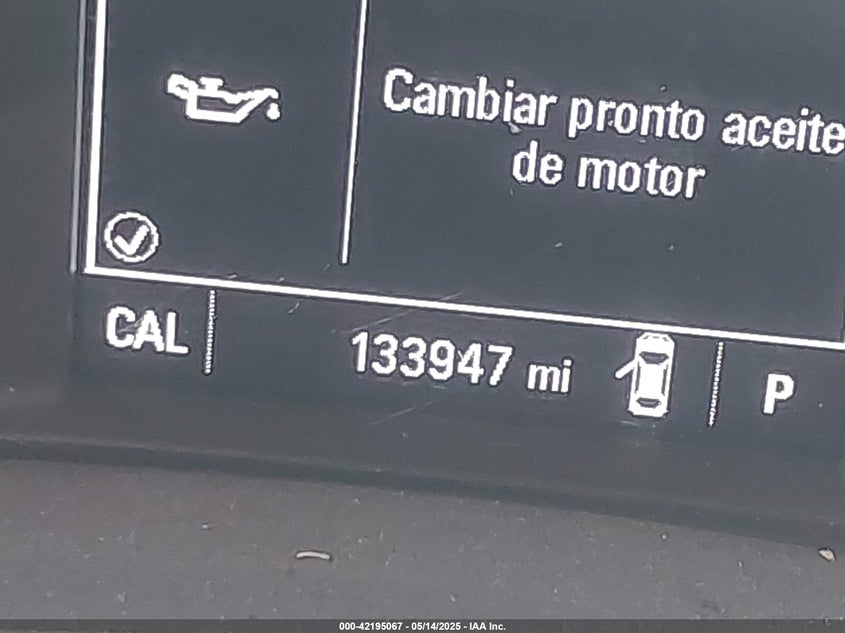 Cambiar pronto aceite
de motor
CAL
133947 mi
P
000-42195067 - 05/14/2025 - IAA Inc.